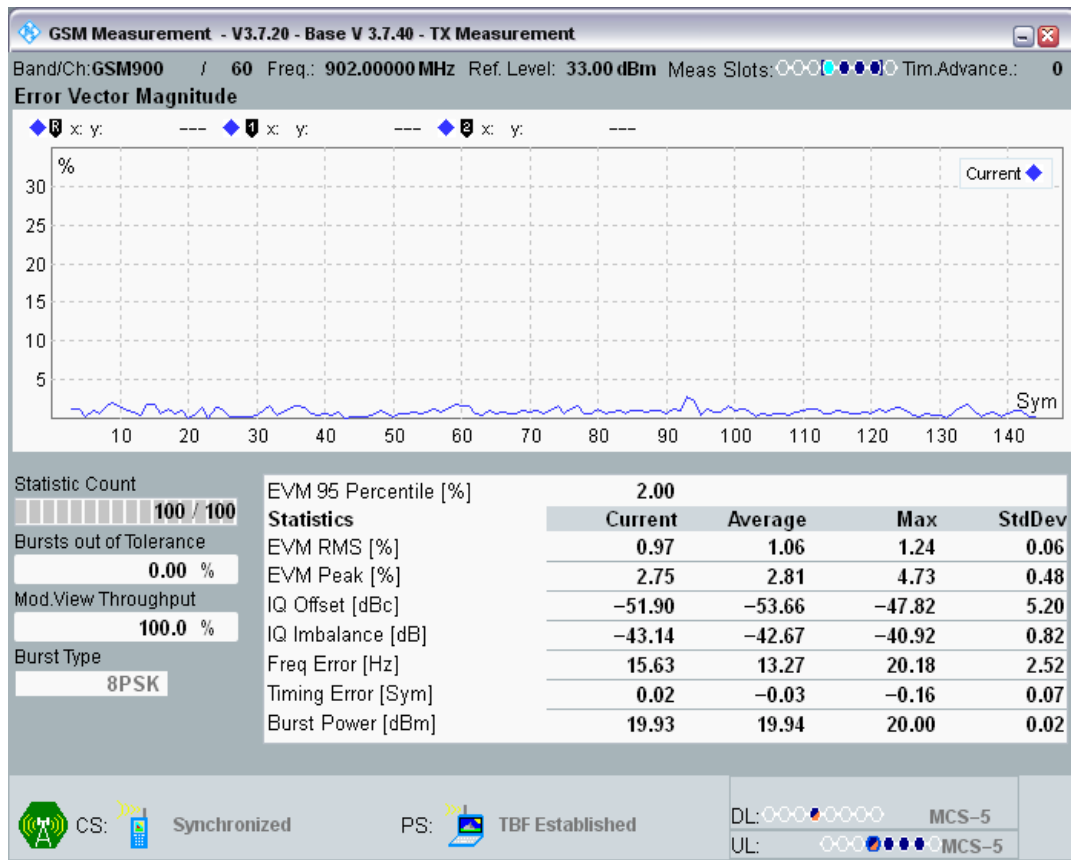 GSM Measurement - V3.7.20 - Base V 3.7.40 - TX Measurement
Band/Ch:GSM900 / 60 Freq.: 902.00000 MHz Ref. Level: 33.00 dBm Meas Slots: Tim.Advance.: 0
Error Vector Magnitude
R x: y: --- 1 x: y: --- 2 x: y: ---
%
Current
30
25
20
15
10
5
Sym
10 20 30 40 50 60 70 80 90 100 110 120 130 140
Statistic Count
100 / 100
Bursts out of Tolerance
0.00 %
Mod.View Throughput
100.0 %
Burst Type
8PSK
EVM 95 Percentile [%] 2.00
Statistics Current Average Max StdDev
EVM RMS [%] 0.97 1.06 1.24 0.06
EVM Peak [%] 2.75 2.81 4.73 0.48
IQ Offset [dBc] −51.90 −53.66 −47.82 5.20
IQ Imbalance [dB] −43.14 −42.67 −40.92 0.82
Freq Error [Hz] 15.63 13.27 20.18 2.52
Timing Error [Sym] 0.02 −0.03 −0.16 0.07
Burst Power [dBm] 19.93 19.94 20.00 0.02
CS: Synchronized PS: TBF Established
DL: MCS−5
UL: MCS−5